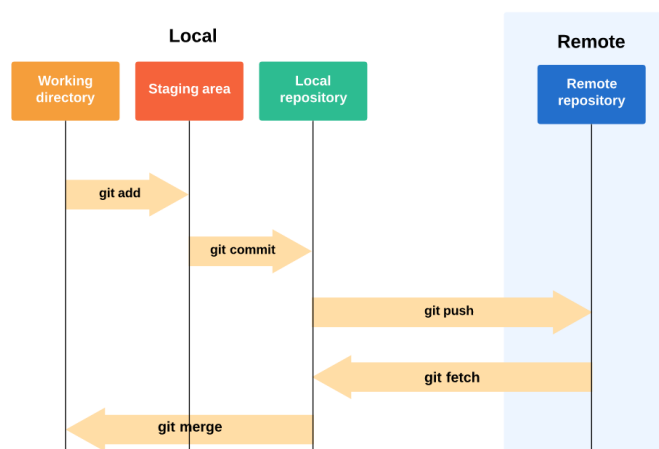 Local
Remote
Working
directory
Staging area
Local
repository
Remote
repository
git add
git commit
git push
git fetch
git merge